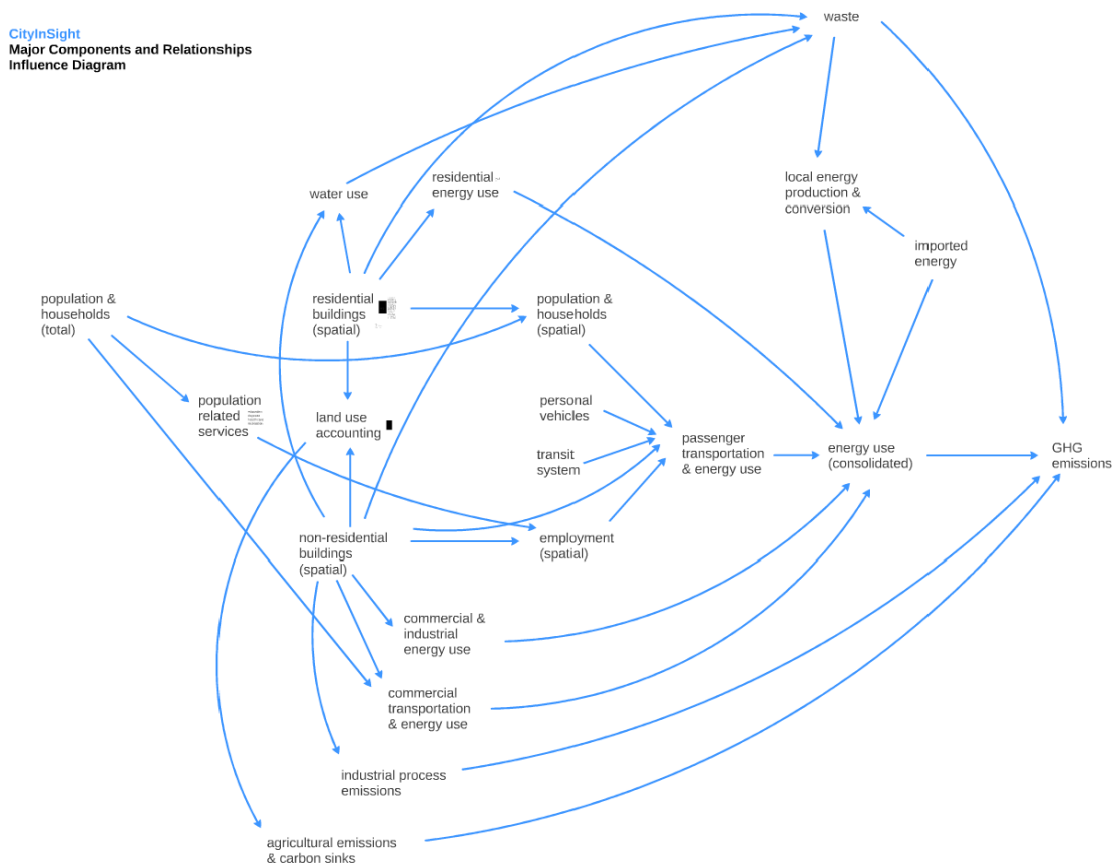 CityInSight
Major Components and Relationships
Influence Diagram
waste
water use
residential
energy use
local energy
production &
conversion
imported
energy
population &
households
(total)
residential
buildings
(spatial)
population &
households
(spatial)
population
related
services
land use
accounting
personal
vehicles
transit
system
passenger
transportation
& energy use
energy use
(consolidated)
GHG
emissions
non-residential
buildings
(spatial)
employment
(spatial)
commercial &
industrial
energy use
commercial
transportation
& energy use
industrial process
emissions
agricultural emissions
& carbon sinks